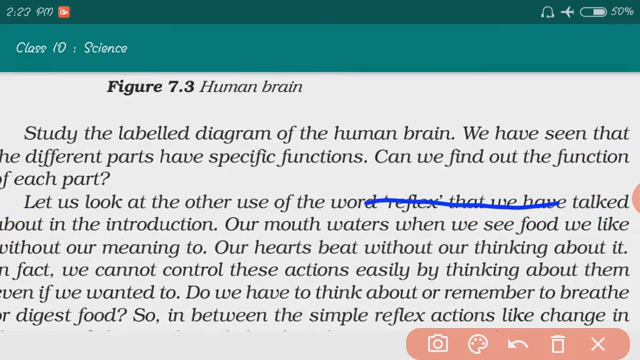 2:23 PM 50%
Class 10 : Science
Figure 7.3 Human brain
Study the labelled diagram of the human brain. We have seen that
he different parts have specific functions. Can we find out the function
of each part?
Let us look at the other use of the word 'reflex' that we have talked
about in the introduction. Our mouth waters when we see food we like
without our meaning to. Our hearts beat without our thinking about it.
n fact, we cannot control these actions easily by thinking about them
even if we wanted to. Do we have to think about or remember to breathe
or digest food? So, in between the simple reflex actions like change in